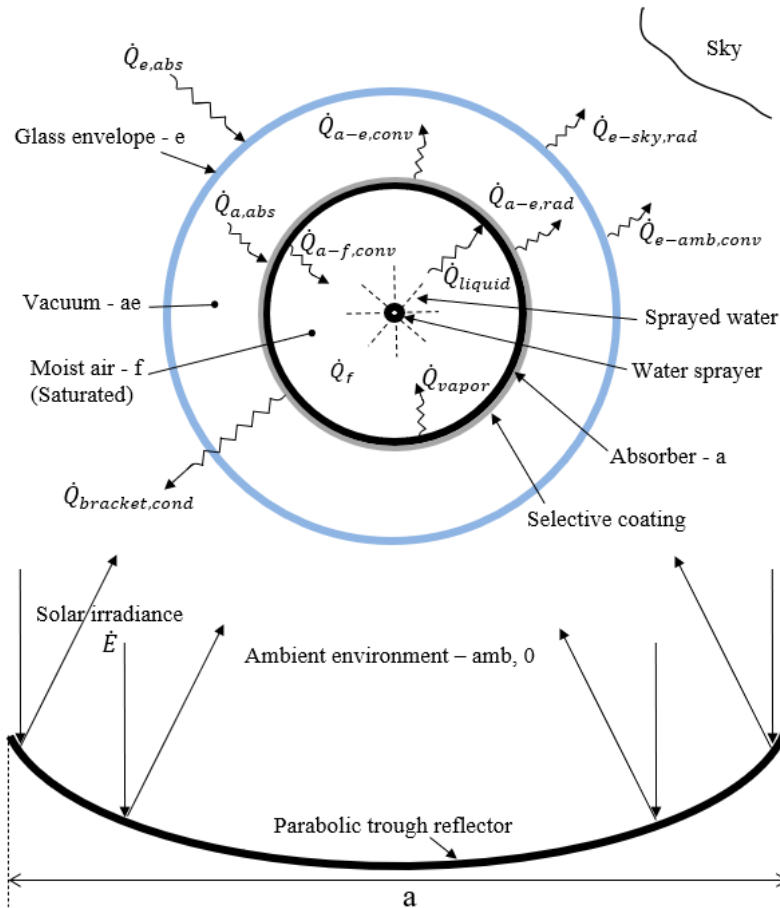 Sky
Q̇e,abs
Q̇a−e,conv
Q̇e−sky,rad
Glass envelope - e
Q̇a−e,rad
Q̇a,abs
Q̇a−f,conv
Q̇e−amb,conv
Q̇liquid
Vacuum - ae
Sprayed water
Moist air - f
(Saturated)
Q̇f
Q̇vapor
Water sprayer
Absorber - a
Q̇bracket,cond
Selective coating
Solar irradiance
Ė
Ambient environment – amb, 0
Parabolic trough reflector
a